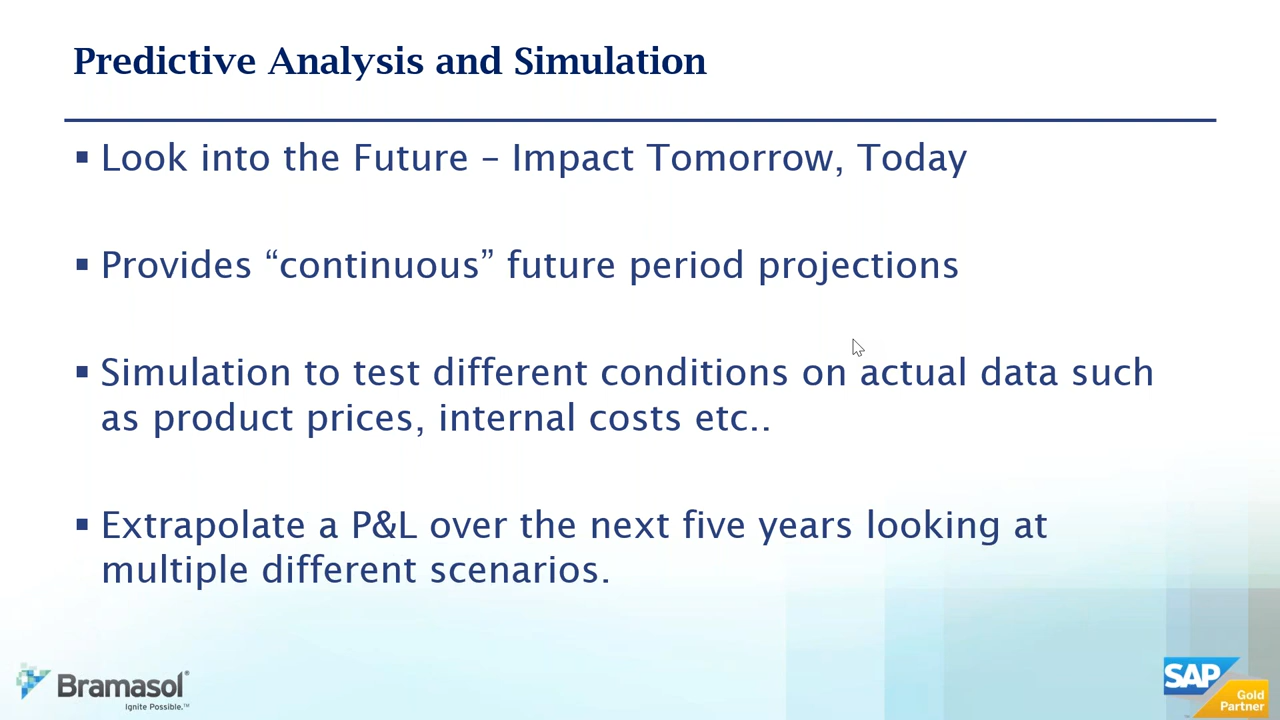 Predictive Analysis and Simulation
▪ Look into the Future – Impact Tomorrow, Today
▪ Provides “continuous” future period projections
▪ Simulation to test different conditions on actual data such
as product prices, internal costs etc..
▪ Extrapolate a P&L over the next five years looking at
multiple different scenarios.
Bramasol®
Ignite Possible.™
SAP
Gold
Partner